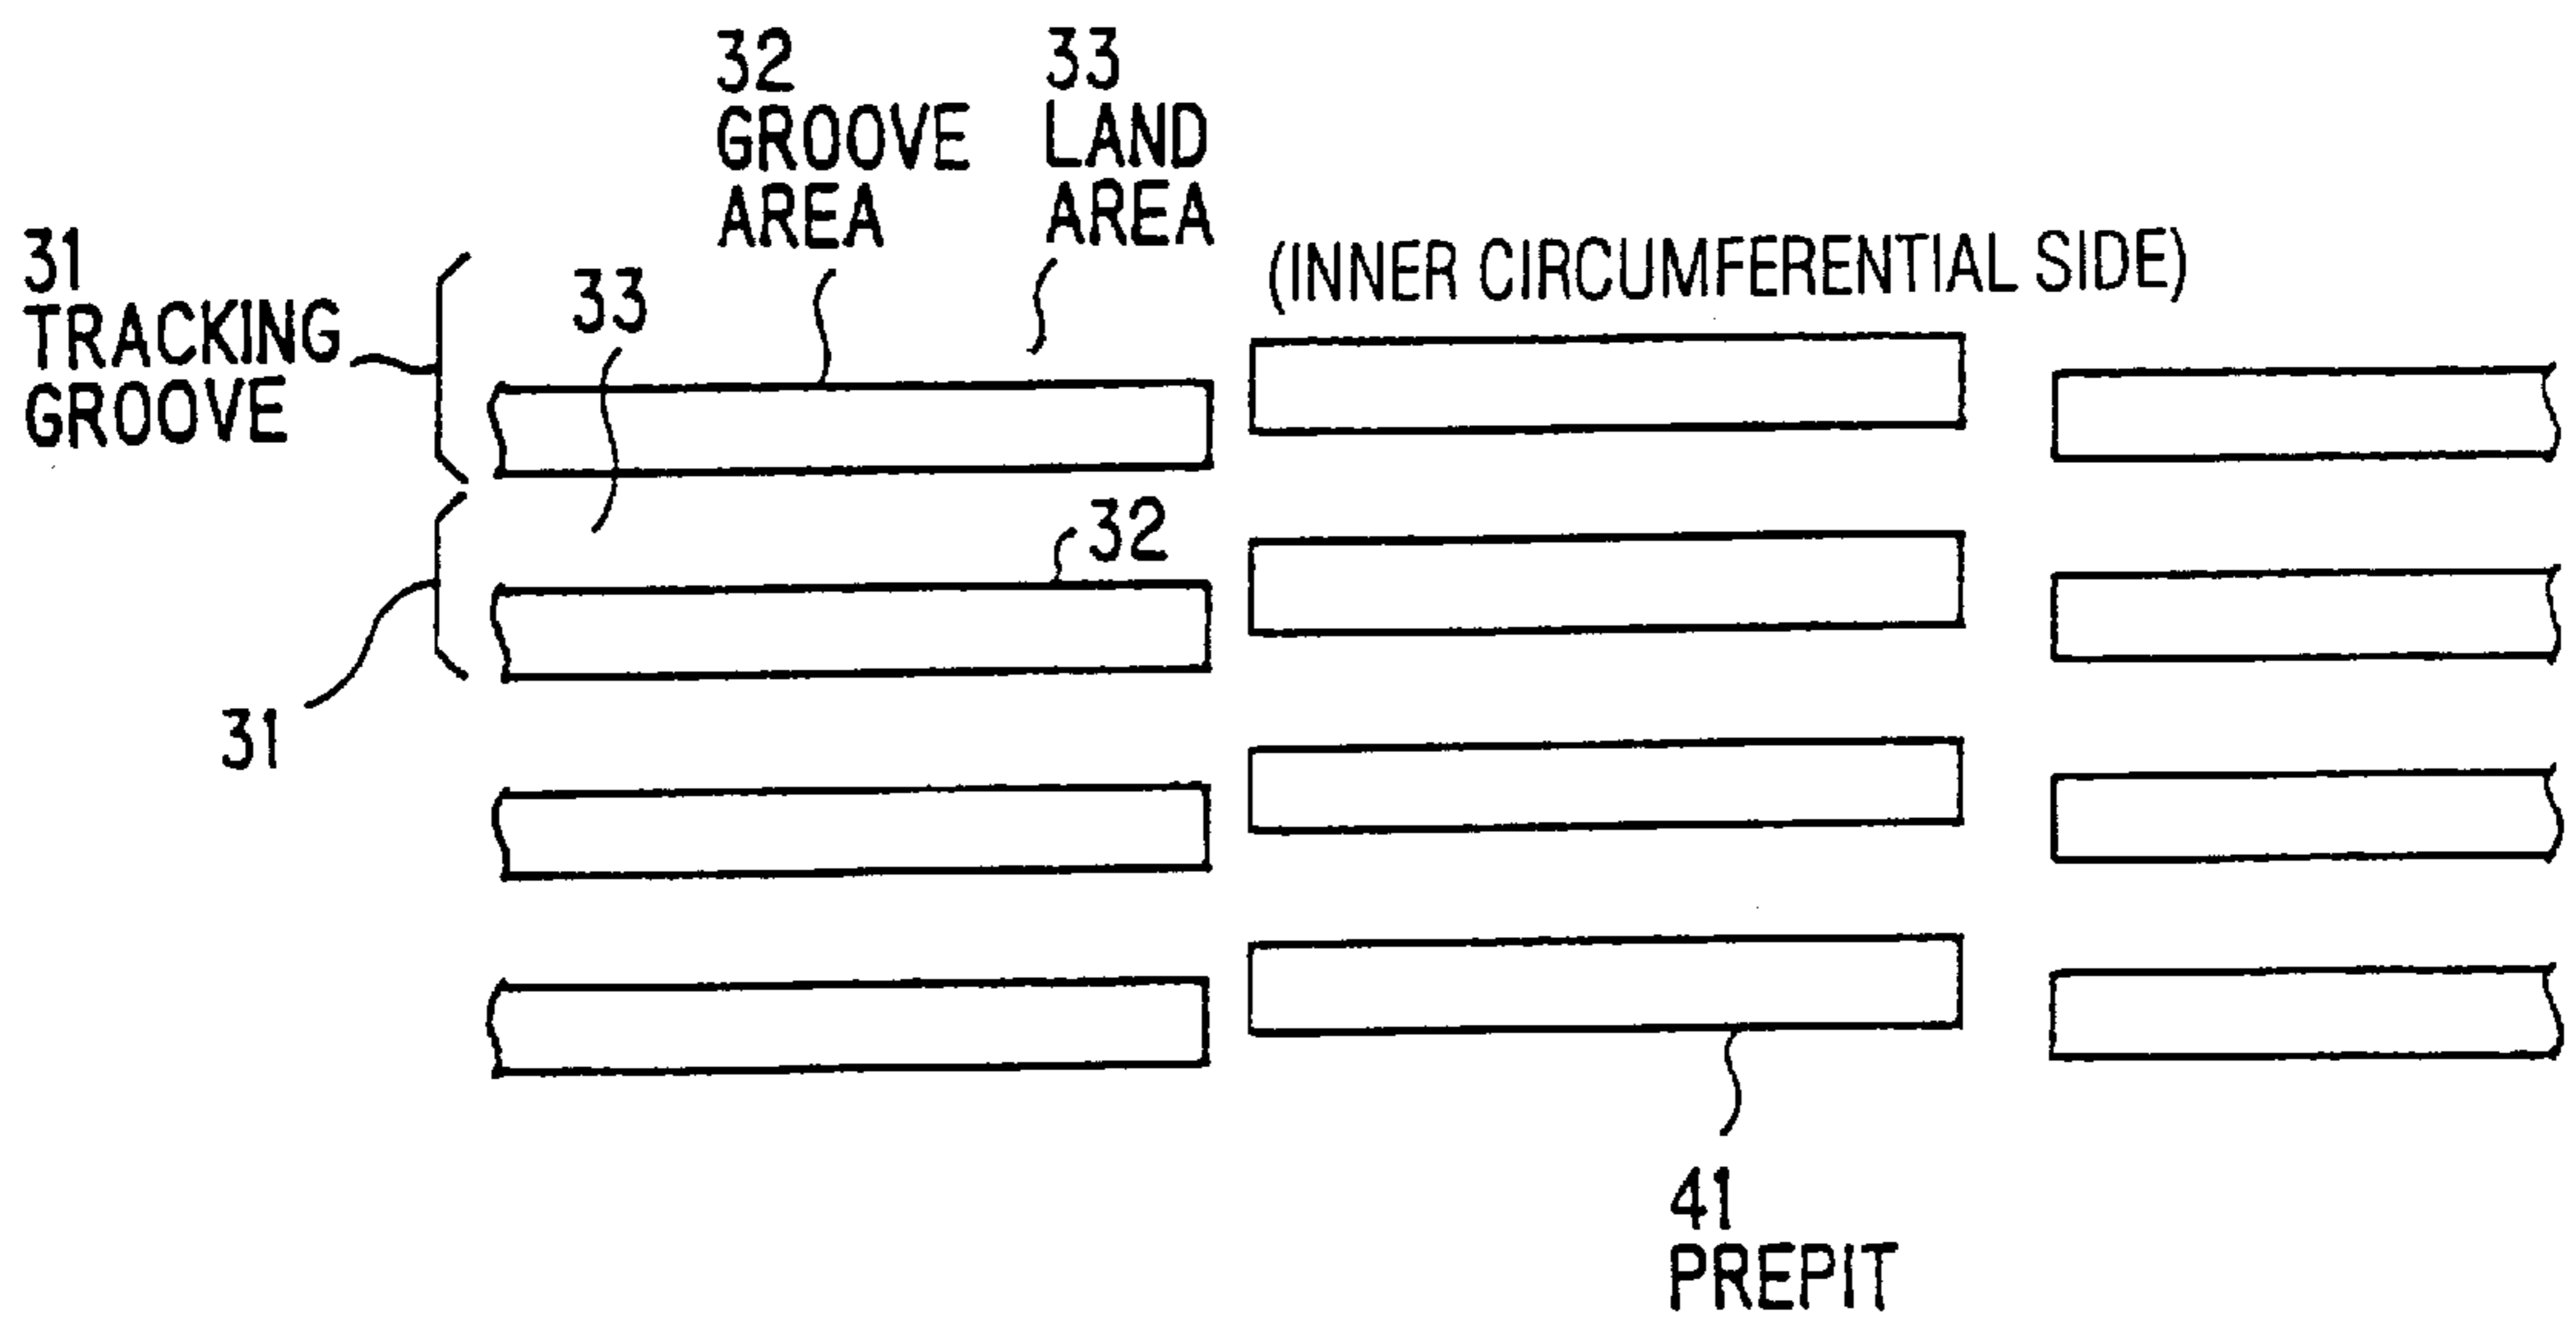 32
GROOVE
AREA
33
LAND
AREA
(INNER CIRCUMFERENTIAL SIDE)
31
TRACKING
GROOVE
33
32
31
41
PREPIT